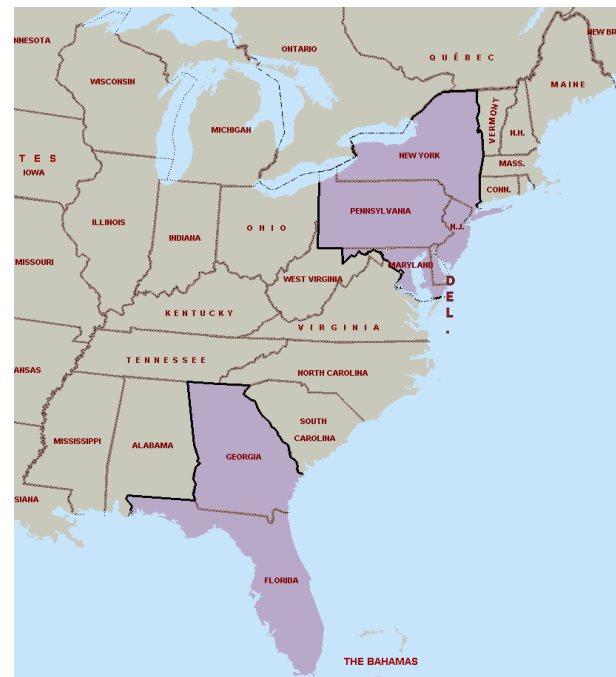 NEW BR
NNESOTA
ONTARIO
QUÉBEC
WISCONSIN
MAINE
VERMONT
N.H.
MICHIGAN
TES
IOWA
NEW YORK
MASS.
CONN.
PENNSYLVANIA
ILLINOIS
OHIO
N.J.
INDIANA
MISSOURI
MARYLAND
WEST VIRGINIA
DEL.
KENTUCKY
VIRGINIA
TENNESSEE
ANSAS
NORTH CAROLINA
SOUTH
CAROLINA
MISSISSIPPI
ALABAMA
GEORGIA
SIANA
FLORIDA
THE BAHAMAS